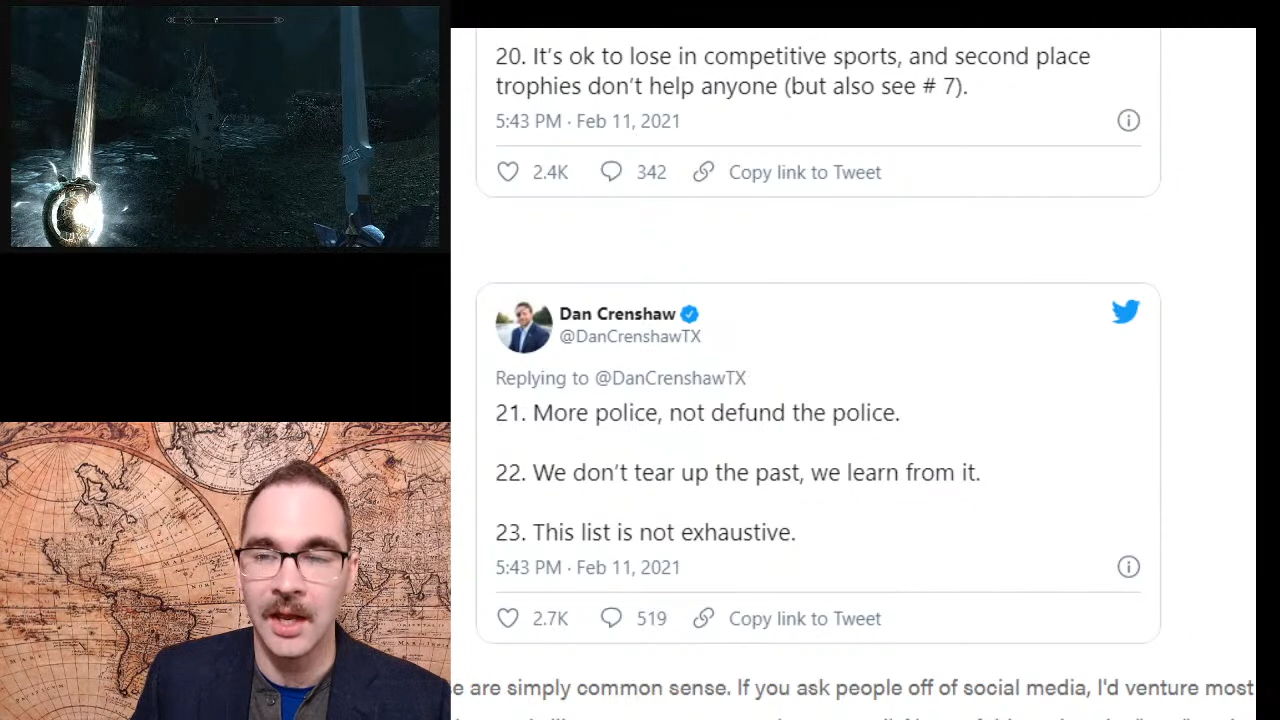 20. It’s ok to lose in competitive sports, and second place
trophies don’t help anyone (but also see # 7).
5:43 PM · Feb 11, 2021
2.4K 342 Copy link to Tweet
Dan Crenshaw
@DanCrenshawTX
Replying to @DanCrenshawTX
21. More police, not defund the police.
22. We don’t tear up the past, we learn from it.
23. This list is not exhaustive.
5:43 PM · Feb 11, 2021
2.7K 519 Copy link to Tweet
e are simply common sense. If you ask people off of social media, I'd venture most